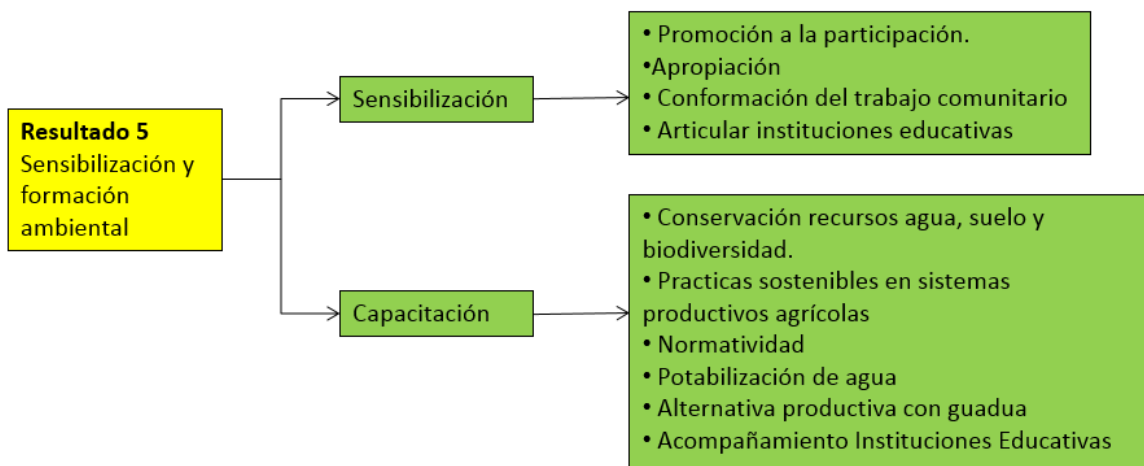 Resultado 5
Sensibilización y
formación
ambiental
Sensibilización
• Promoción a la participación.
•Apropiación
• Conformación del trabajo comunitario
• Articular instituciones educativas
Capacitación
• Conservación recursos agua, suelo y
biodiversidad.
• Practicas sostenibles en sistemas
productivos agrícolas
• Normatividad
• Potabilización de agua
• Alternativa productiva con guadua
• Acompañamiento Instituciones Educativas